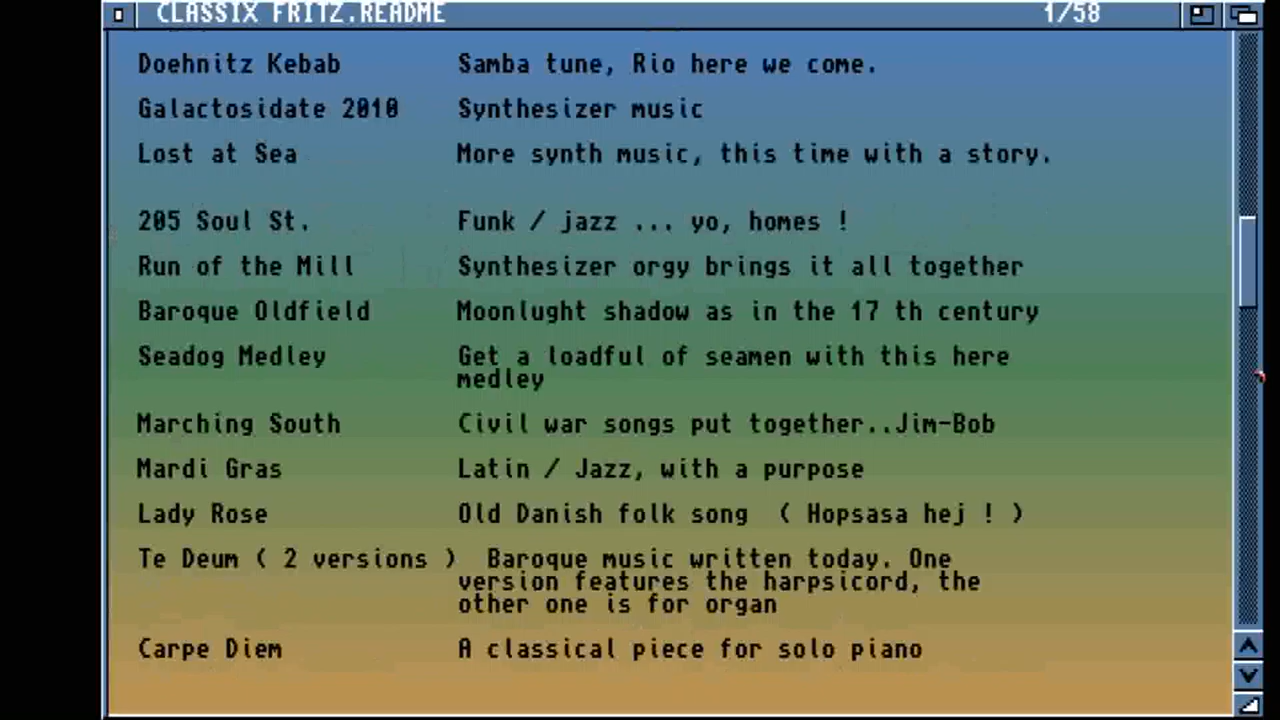 CLASSIX FRITZ.README 1/58
Doehnitz Kebab Samba tune, Rio here we come.
Galactosidate 2010 Synthesizer music
Lost at Sea More synth music, this time with a story.
205 Soul St. Funk / jazz ... yo, homes !
Run of the Mill Synthesizer orgy brings it all together
Baroque Oldfield Moonlught shadow as in the 17 th century
Seadog Medley Get a loadful of seamen with this here
medley
Marching South Civil war songs put together..Jim-Bob
Mardi Gras Latin / Jazz, with a purpose
Lady Rose Old Danish folk song ( Hopsasa hej ! )
Te Deum ( 2 versions ) Baroque music written today. One
version features the harpsicord, the
other one is for organ
Carpe Diem A classical piece for solo piano